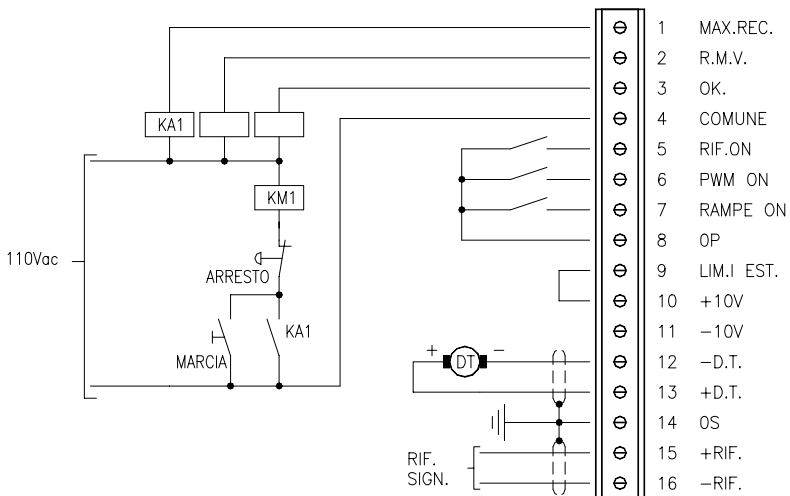 1 MAX.REC.
2 R.M.V.
3 OK.
KA1
4 COMUNE
5 RIF.ON
6 PWM ON
KM1
7 RAMPE ON
8 OP
110Vac
ARRESTO
9 LIM.I EST.
10 +10V
KA1
11 -10V
MARCIA
+ DT -
12 -D.T.
13 +D.T.
14 OS
RIF.
SIGN.
15 +RIF.
16 -RIF.